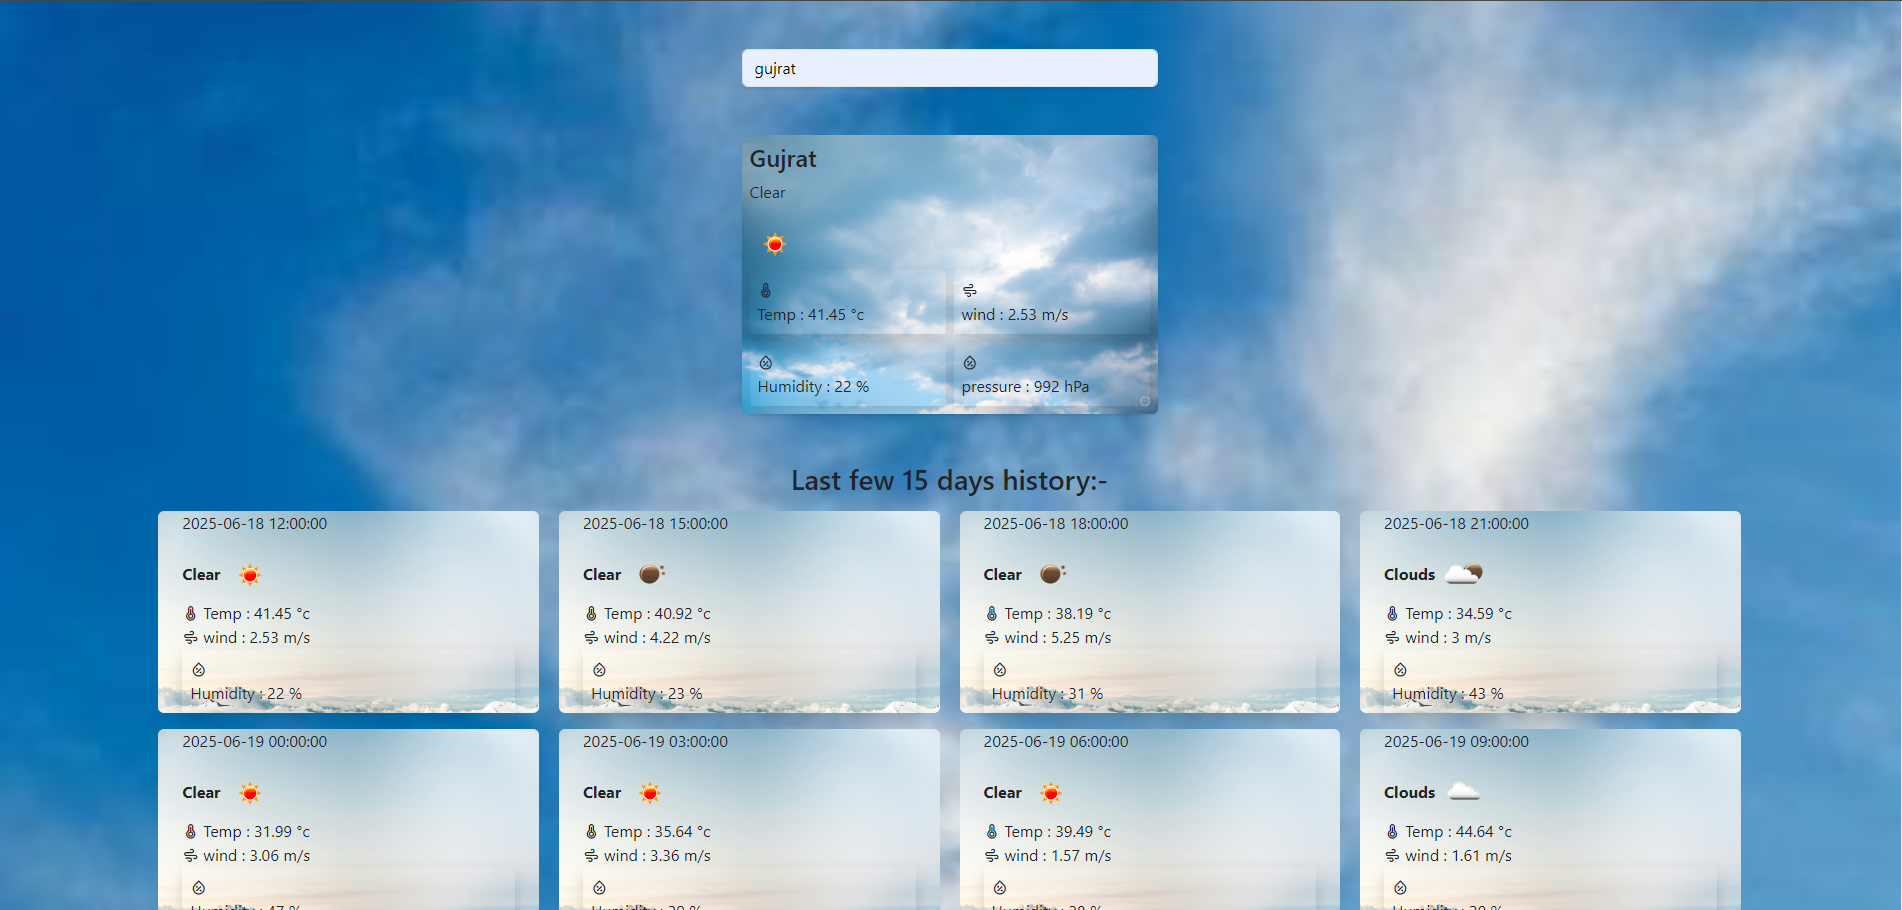 gujrat
Gujrat
Clear
Temp : 41.45 °c
wind : 2.53 m/s
Humidity : 22 %
pressure : 992 hPa
Last few 15 days history:-
2025-06-18 12:00:00
Clear
Temp : 41.45 °c
wind : 2.53 m/s
Humidity : 22 %
2025-06-18 15:00:00
Clear
Temp : 40.92 °c
wind : 4.22 m/s
Humidity : 23 %
2025-06-18 18:00:00
Clear
Temp : 38.19 °c
wind : 5.25 m/s
Humidity : 31 %
2025-06-18 21:00:00
Clouds
Temp : 34.59 °c
wind : 3 m/s
Humidity : 43 %
2025-06-19 00:00:00
Clear
Temp : 31.99 °c
wind : 3.06 m/s
Humidity : 47 %
2025-06-19 03:00:00
Clear
Temp : 35.64 °c
wind : 3.36 m/s
Humidity :
2025-06-19 06:00:00
Clear
Temp : 39.49 °c
wind : 1.57 m/s
Humidity :
2025-06-19 09:00:00
Clouds
Temp : 44.64 °c
wind : 1.61 m/s
Humidity :